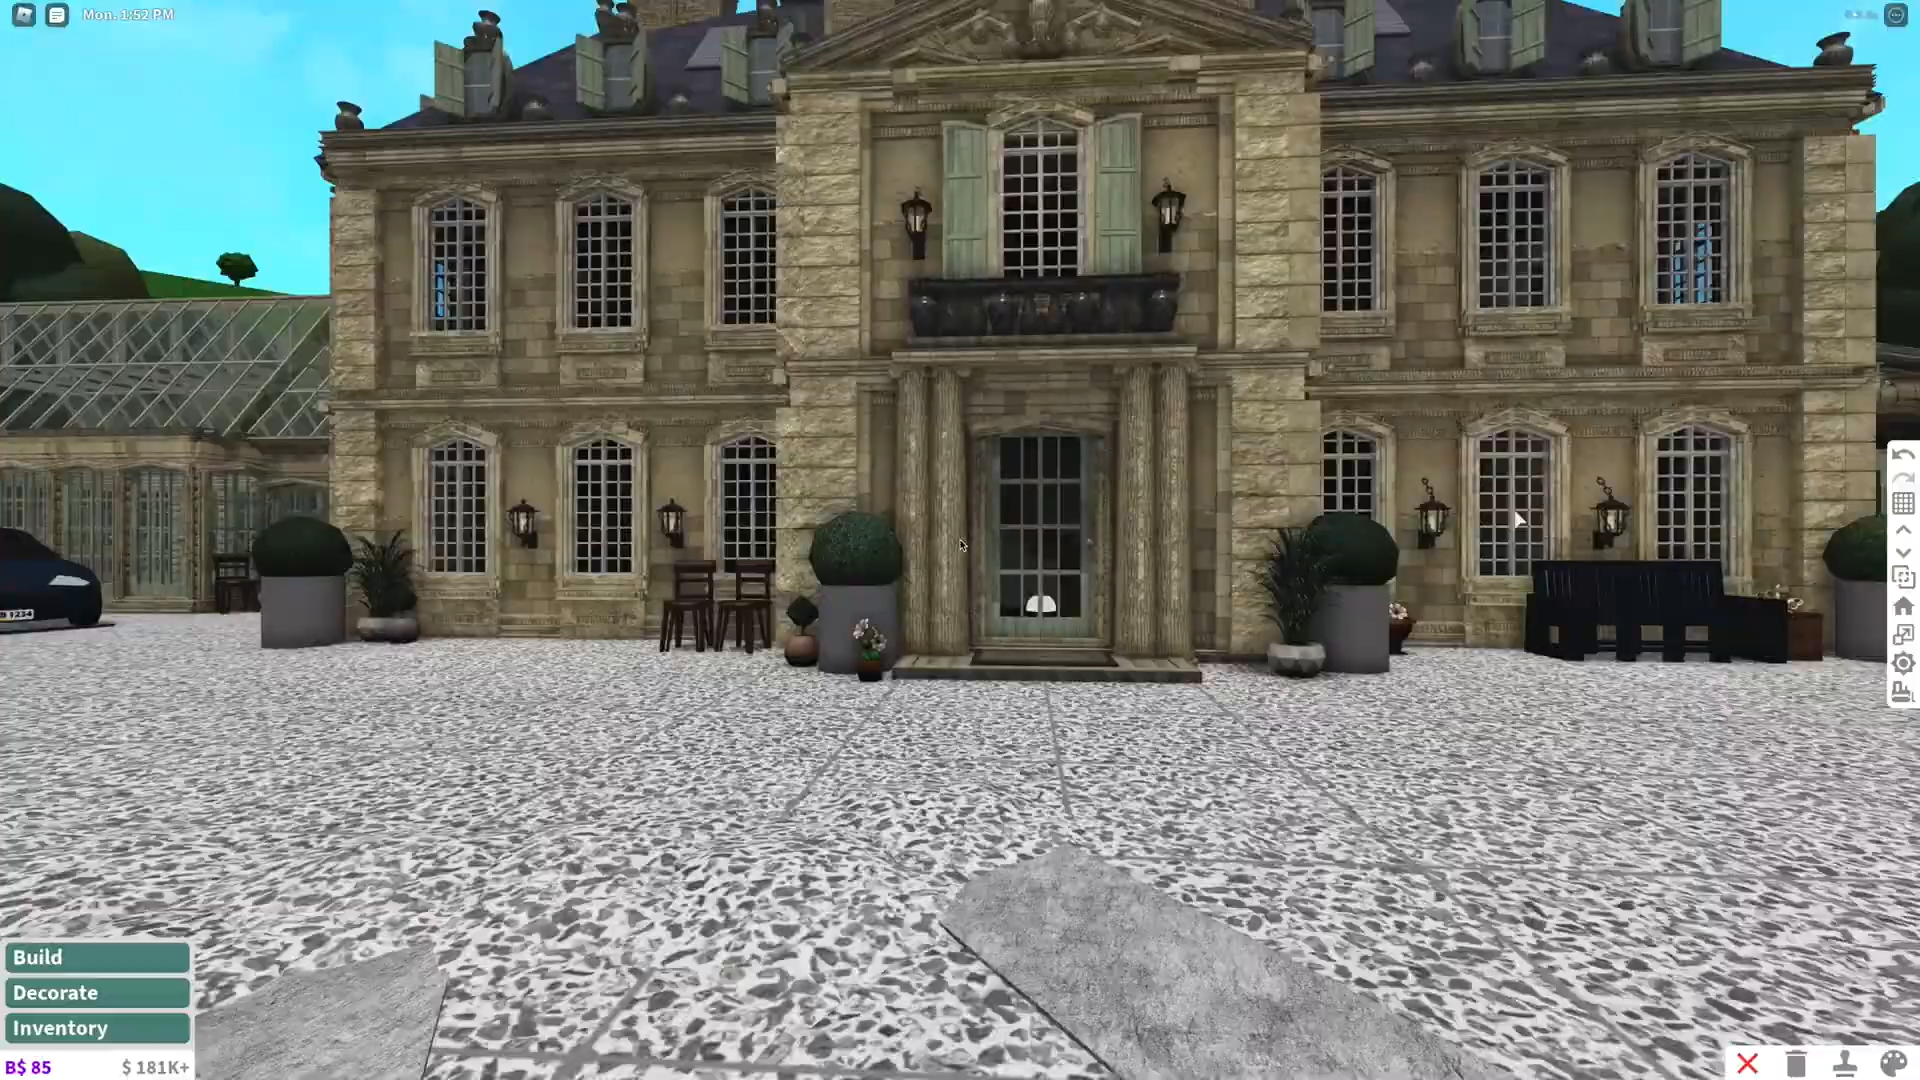 Mon. 1:52 PM
Build
Decorate
Inventory
B$ 85
$ 181K+